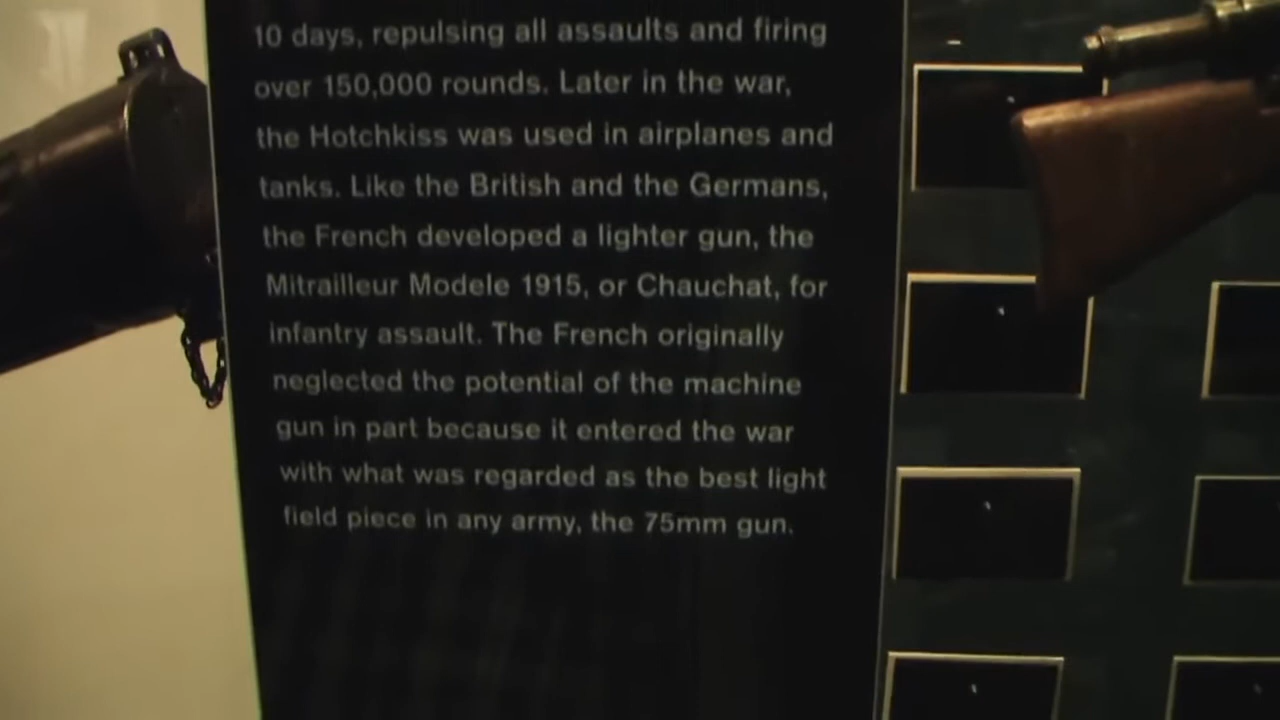 10 days, repulsing all assaults and firing
over 150,000 rounds. Later in the war,
the Hotchkiss was used in airplanes and
tanks. Like the British and the Germans,
the French developed a lighter gun, the
Mitrailleur Modele 1915, or Chauchat, for
infantry assault. The French originally
neglected the potential of the machine
gun in part because it entered the war
with what was regarded as the best light
field piece in any army, the 75mm gun.